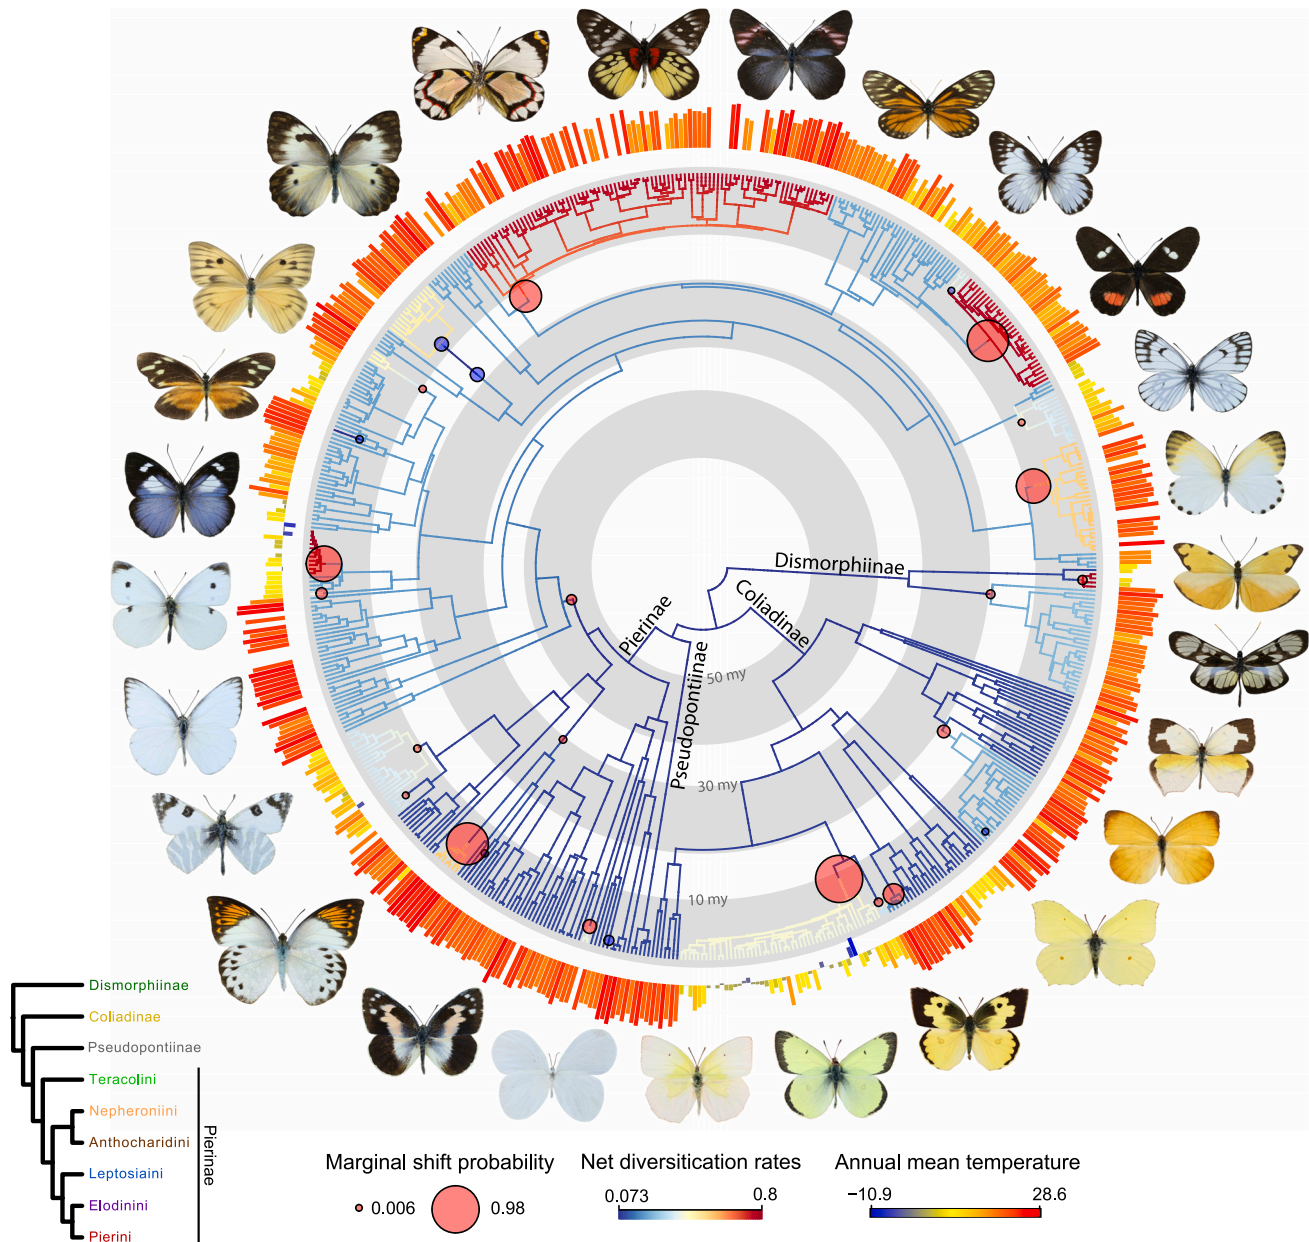 Dismorphiinae
Coliadinae
Pierinae
Pseudopontiinae
50 my
30 my
10 my
Dismorphiinae
Coliadinae
Pseudopontiinae
Teracolini
Nepheroniini
Anthocharidini
Leptosiaini
Elodinini
Pierini
Pierinae
Marginal shift probability
0.006
0.98
Net diversitication rates
0.073
0.8
Annual mean temperature
−10.9
28.6